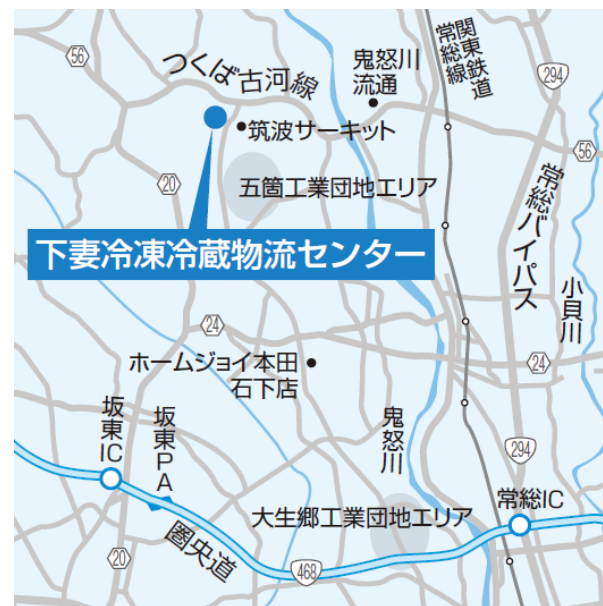 56
つくば古河線
鬼怒川
流通
関東鉄道
常総線
294
筑波サーキット
56
20
五箇工業団地エリア
常総バイパス
下妻冷凍冷蔵物流センター
小貝川
24
ホームジョイ本田
石下店
24
坂東IC
坂東PA
鬼怒川
294
大生郷工業団地エリア
常総IC
圏央道
20
468